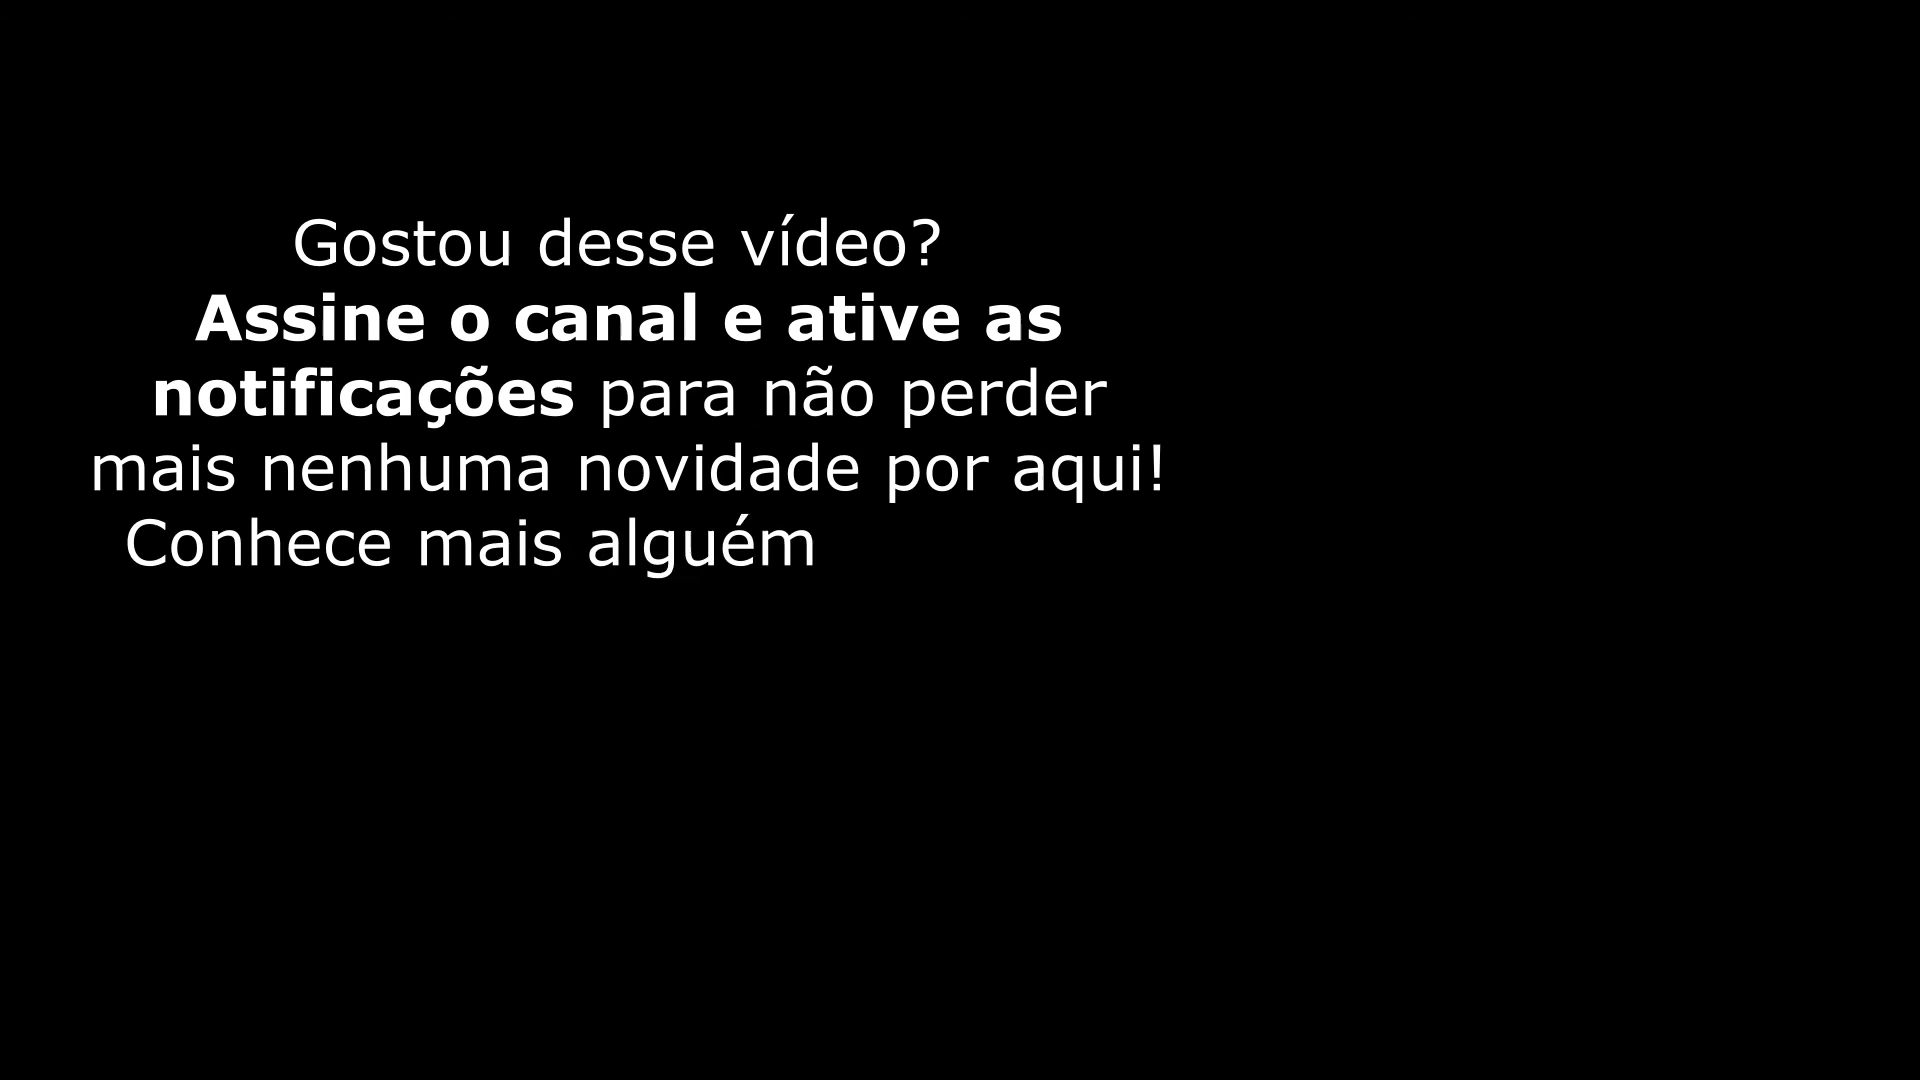 Gostou desse vídeo?
Assine o canal e ative as
notificações para não perder
mais nenhuma novidade por aqui!
Conhece mais alguém